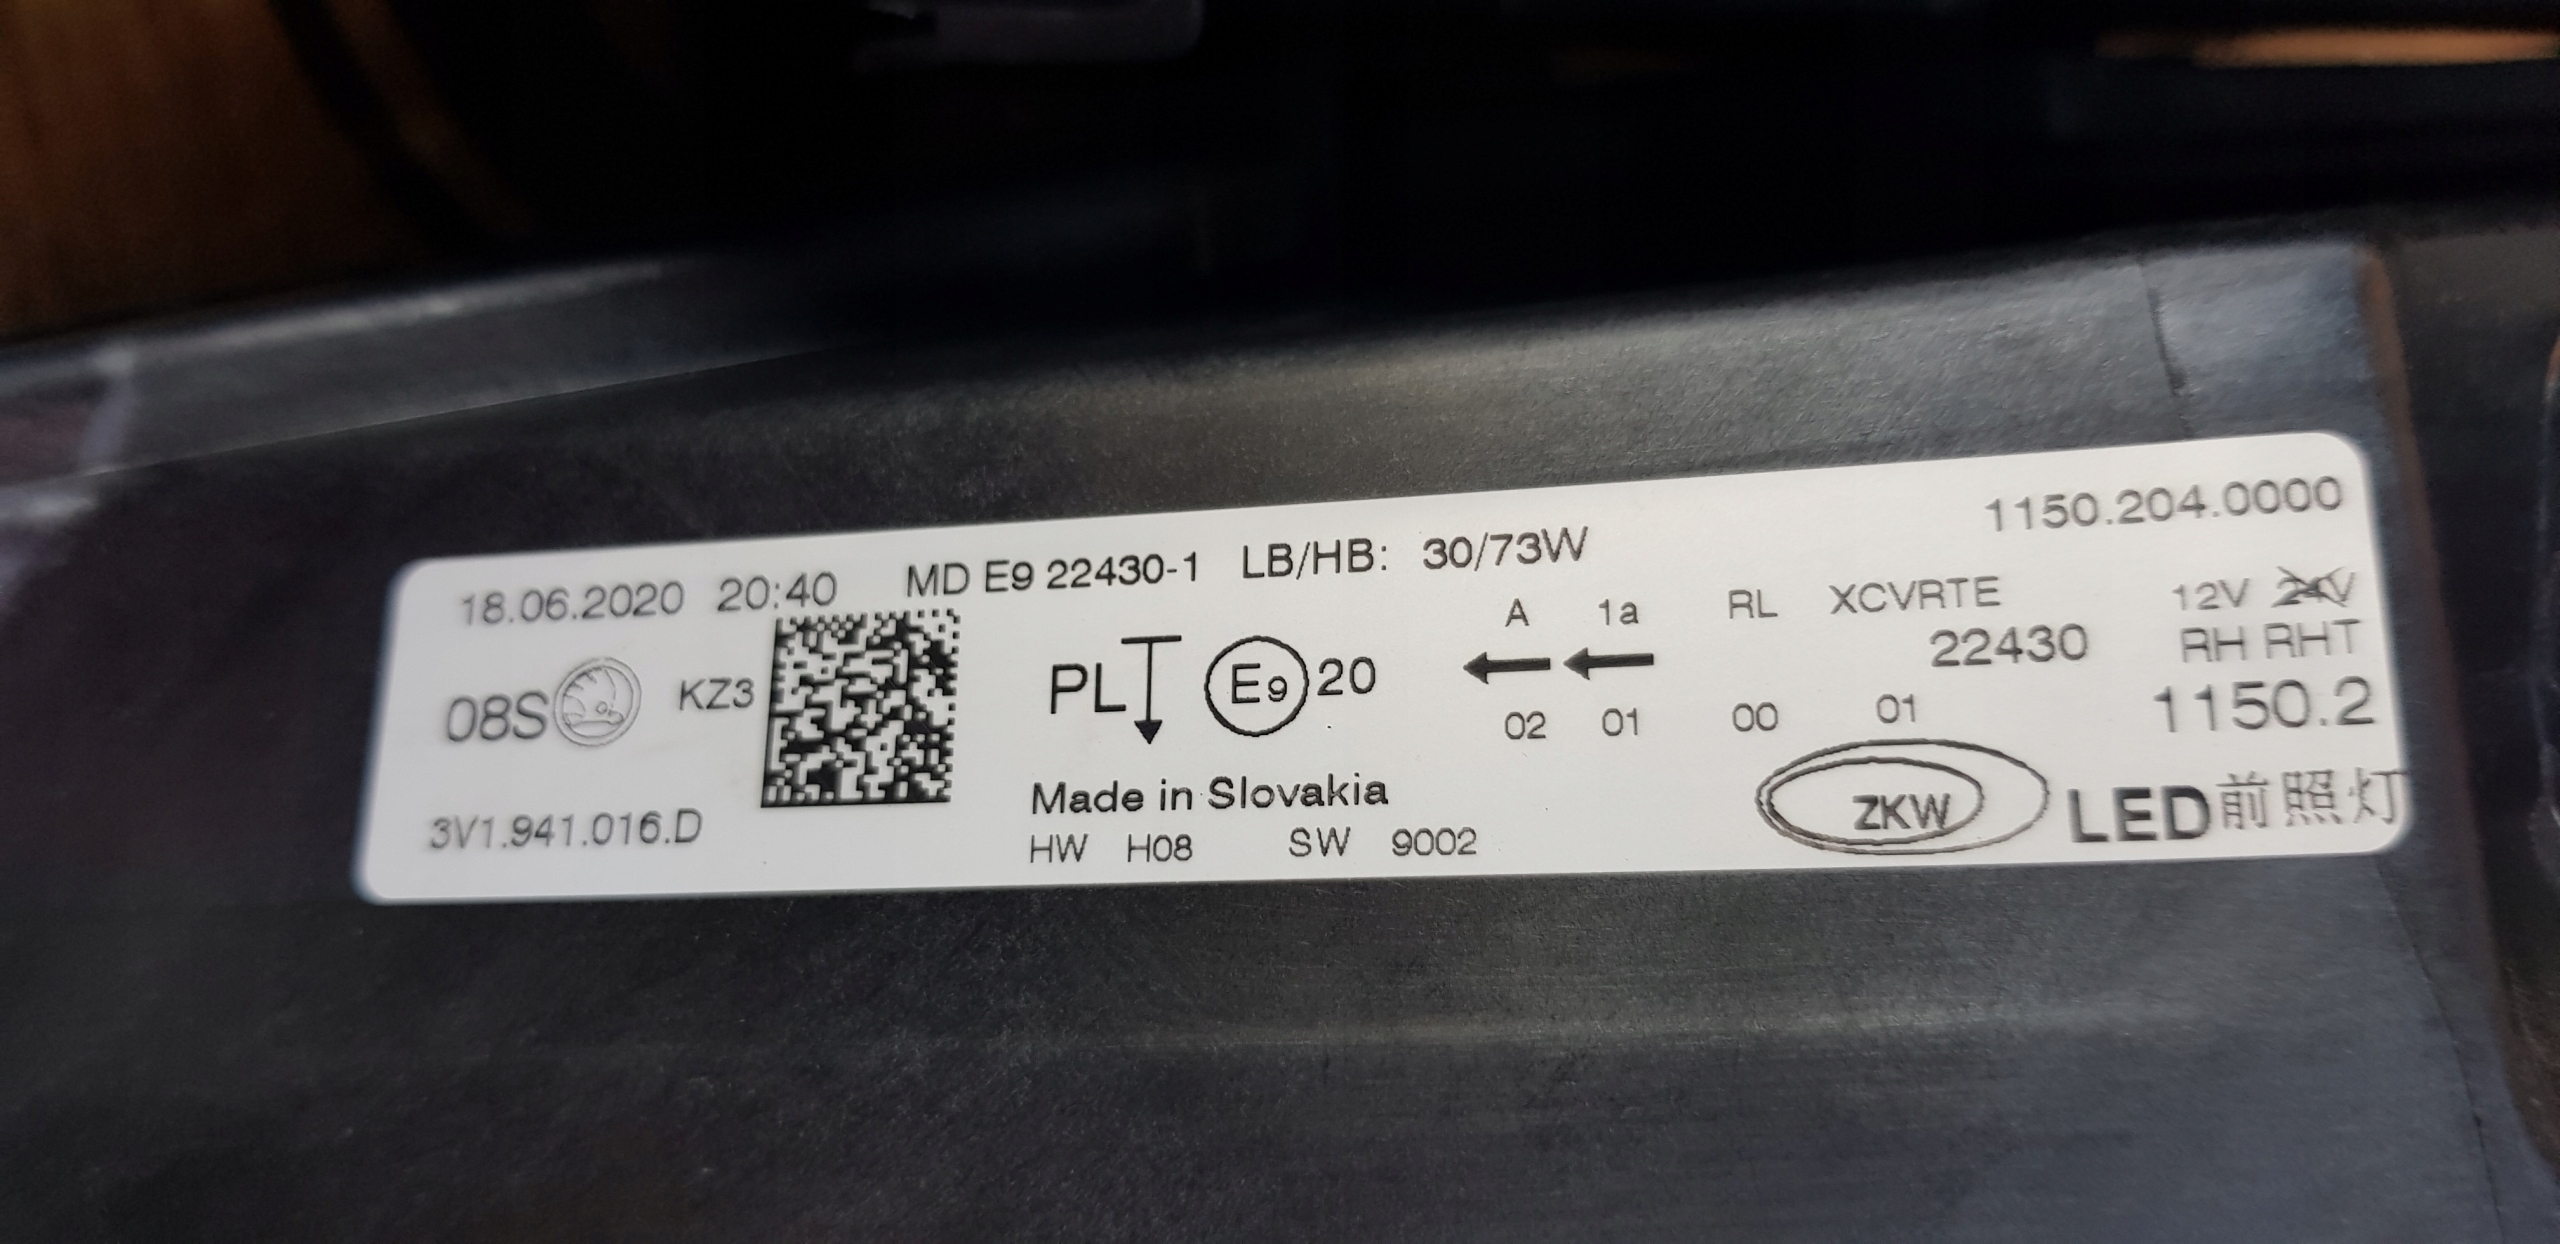 1150.204.0000
18.06.2020 20:40 MD E9 22430-1 LB/HB: 30/73W
A 1a RL XCVRTE 12V 24V
22430 RH RHT
08S KZ3 PL E9 20
02 01 00 01 1150.2
3V1.941.016.D Made in Slovakia ZKW LED前照灯
HW H08 SW 9002